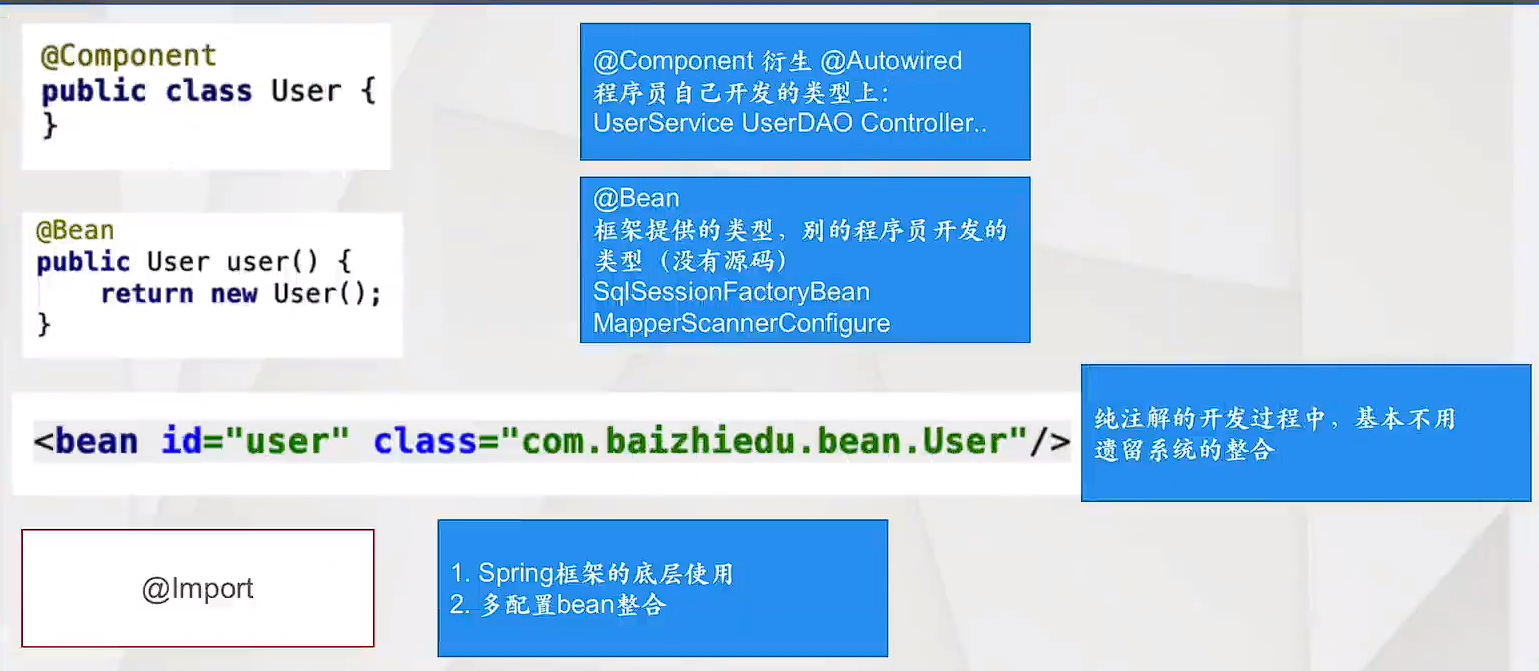 @Component
public class User {
}
@Component 衍生 @Autowired
程序员自己开发的类型上：
UserService UserDAO Controller..
@Bean
public User user() {
return new User();
}
@Bean
框架提供的类型，别的程序员开发的
类型（没有源码）
SqlSessionFactoryBean
MapperScannerConfigure
<bean id="user" class="com.baizhiedu.bean.User"/>
纯注解的开发过程中，基本不用
遗留系统的整合
@Import
1. Spring框架的底层使用
2. 多配置bean整合